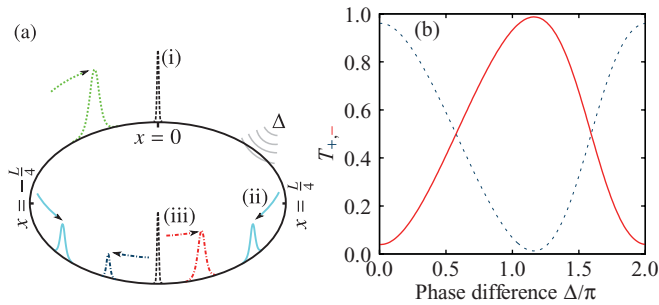 (a)
(i)
x = 0
Δ
x = −L/4
x = L/4
(ii)
(iii)
(b)
1.0
0.8
0.6
0.4
0.2
0.0
T+,−
0.0 0.5 1.0 1.5 2.0
Phase difference Δ/π